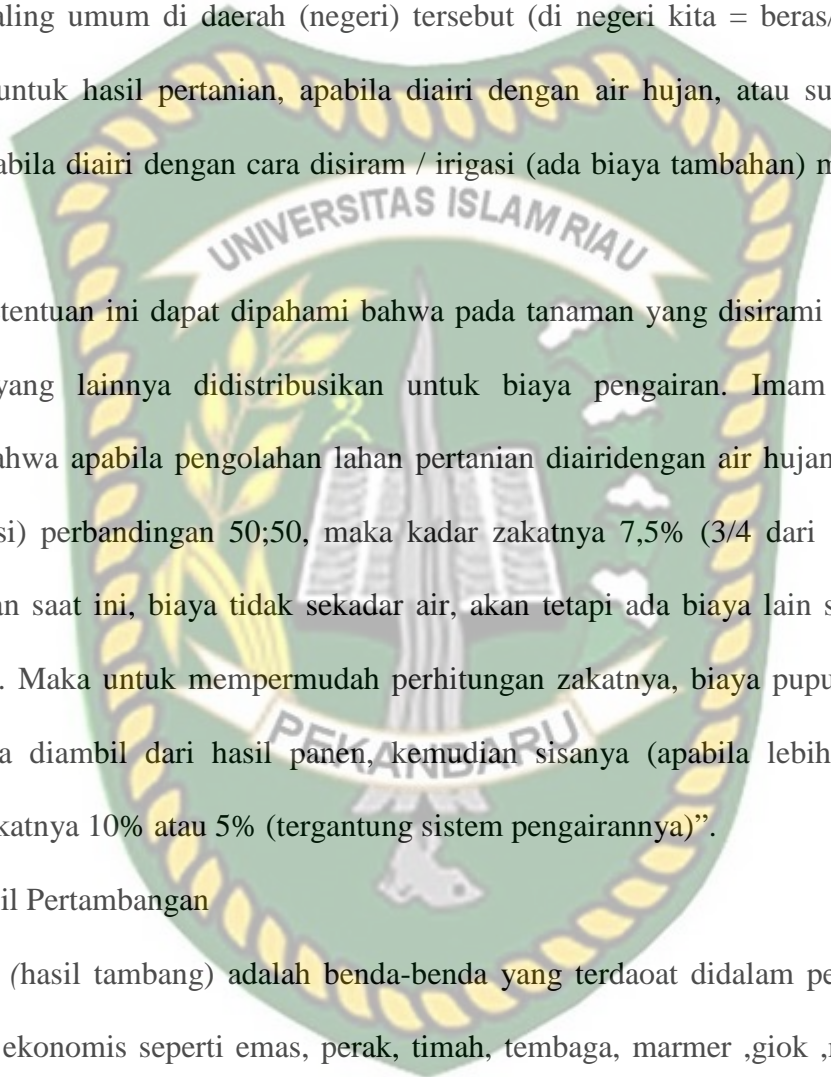 aling umum di daerah (negeri) tersebut (di negeri kita = beras/
untuk hasil pertanian, apabila diairi dengan air hujan, atau su
abila diairi dengan cara disiram / irigasi (ada biaya tambahan) m
UNIVERSITAS ISLAM RIAU
tentuan ini dapat dipahami bahwa pada tanaman yang disirami
yang lainnya didistribusikan untuk biaya pengairan. Imam
ahwa apabila pengolahan lahan pertanian diairidengan air hujan
si) perbandingan 50;50, maka kadar zakatnya 7,5% (3/4 dari
an saat ini, biaya tidak sekadar air, akan tetapi ada biaya lain s
. Maka untuk mempermudah perhitungan zakatnya, biaya pupu
PEKANBARU
a diambil dari hasil panen, kemudian sisanya (apabila lebih
katnya 10% atau 5% (tergantung sistem pengairannya)”.
il Pertambangan
(hasil tambang) adalah benda-benda yang terdaoat didalam pe
ekonomis seperti emas, perak, timah, tembaga, marmer ,giok ,